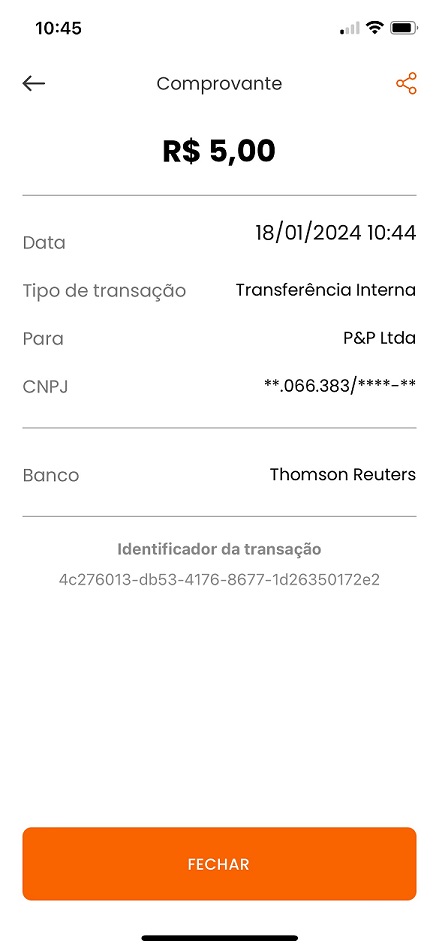 10:45
Comprovante
R$ 5,00
Data 18/01/2024 10:44
Tipo de transação Transferência Interna
Para P&P Ltda
CNPJ **.066.383/****-**
Banco Thomson Reuters
Identificador da transação
4c276013-db53-4176-8677-1d26350172e2
FECHAR